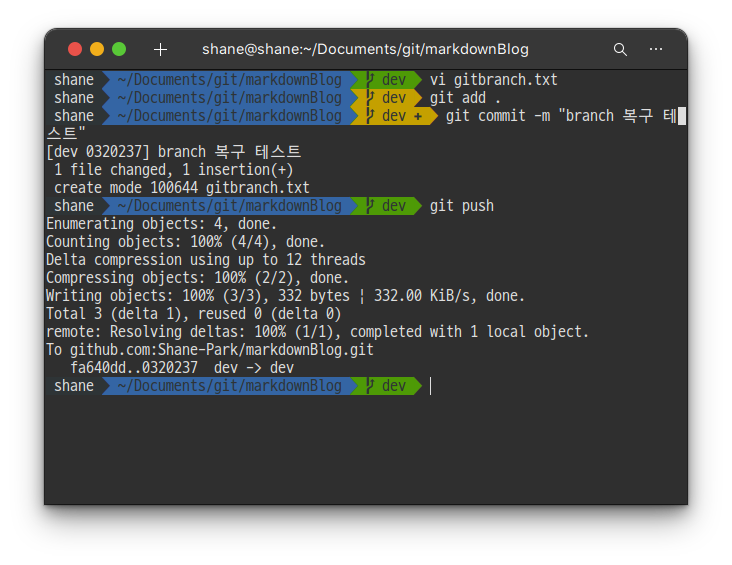 shane@shane:~/Documents/git/markdownBlog
shane ~/Documents/git/markdownBlog dev vi gitbranch.txt
shane ~/Documents/git/markdownBlog dev git add .
shane ~/Documents/git/markdownBlog dev + git commit -m "branch 복구 테
스트"
[dev 0320237] branch 복구 테스트
1 file changed, 1 insertion(+)
create mode 100644 gitbranch.txt
shane ~/Documents/git/markdownBlog dev git push
Enumerating objects: 4, done.
Counting objects: 100% (4/4), done.
Delta compression using up to 12 threads
Compressing objects: 100% (2/2), done.
Writing objects: 100% (3/3), 332 bytes ¦ 332.00 KiB/s, done.
Total 3 (delta 1), reused 0 (delta 0)
remote: Resolving deltas: 100% (1/1), completed with 1 local object.
To github.com:Shane-Park/markdownBlog.git
fa640dd..0320237 dev -> dev
shane ~/Documents/git/markdownBlog dev